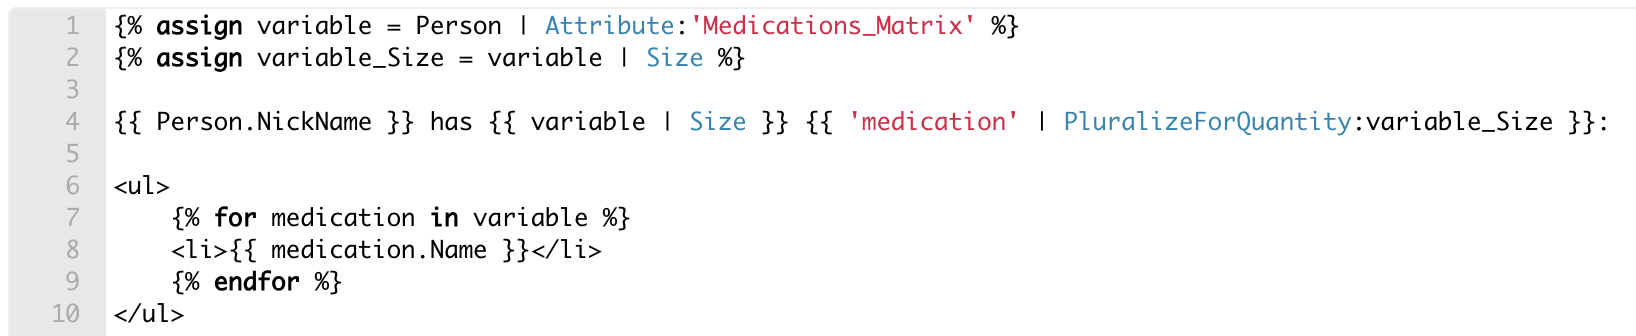 1 {% assign variable = Person | Attribute:'Medications_Matrix' %}
2 {% assign variable_Size = variable | Size %}
3
4 {{ Person.NickName }} has {{ variable | Size }} {{ 'medication' | PluralizeForQuantity:variable_Size }}:
5
6 <ul>
7     {% for medication in variable %}
8     <li>{{ medication.Name }}</li>
9     {% endfor %}
10 </ul>